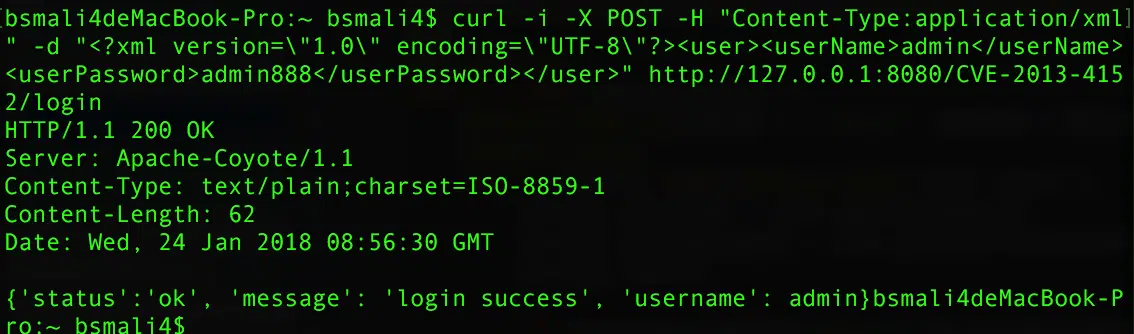 [bsmali4deMacBook-Pro:~ bsmali4$ curl -i -X POST -H "Content-Type:application/xml]
" -d "<?xml version=\"1.0\" encoding=\"UTF-8\"?><user><userName>admin</userName>
<userPassword>admin888</userPassword></user>" http://127.0.0.1:8080/CVE-2013-415
2/login
HTTP/1.1 200 OK
Server: Apache-Coyote/1.1
Content-Type: text/plain;charset=ISO-8859-1
Content-Length: 62
Date: Wed, 24 Jan 2018 08:56:30 GMT

{'status':'ok', 'message': 'login success', 'username': admin}bsmali4deMacBook-P
ro:~ bsmali4$